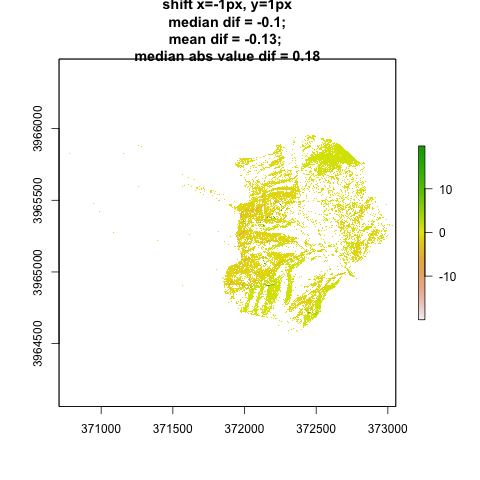 shift x=-1px, y=1px
median dif = -0.1;
mean dif = -0.13;
median abs value dif = 0.18
3966000
3965500
3965000
3964500
10
0
-10
371000 371500 372000 372500 373000